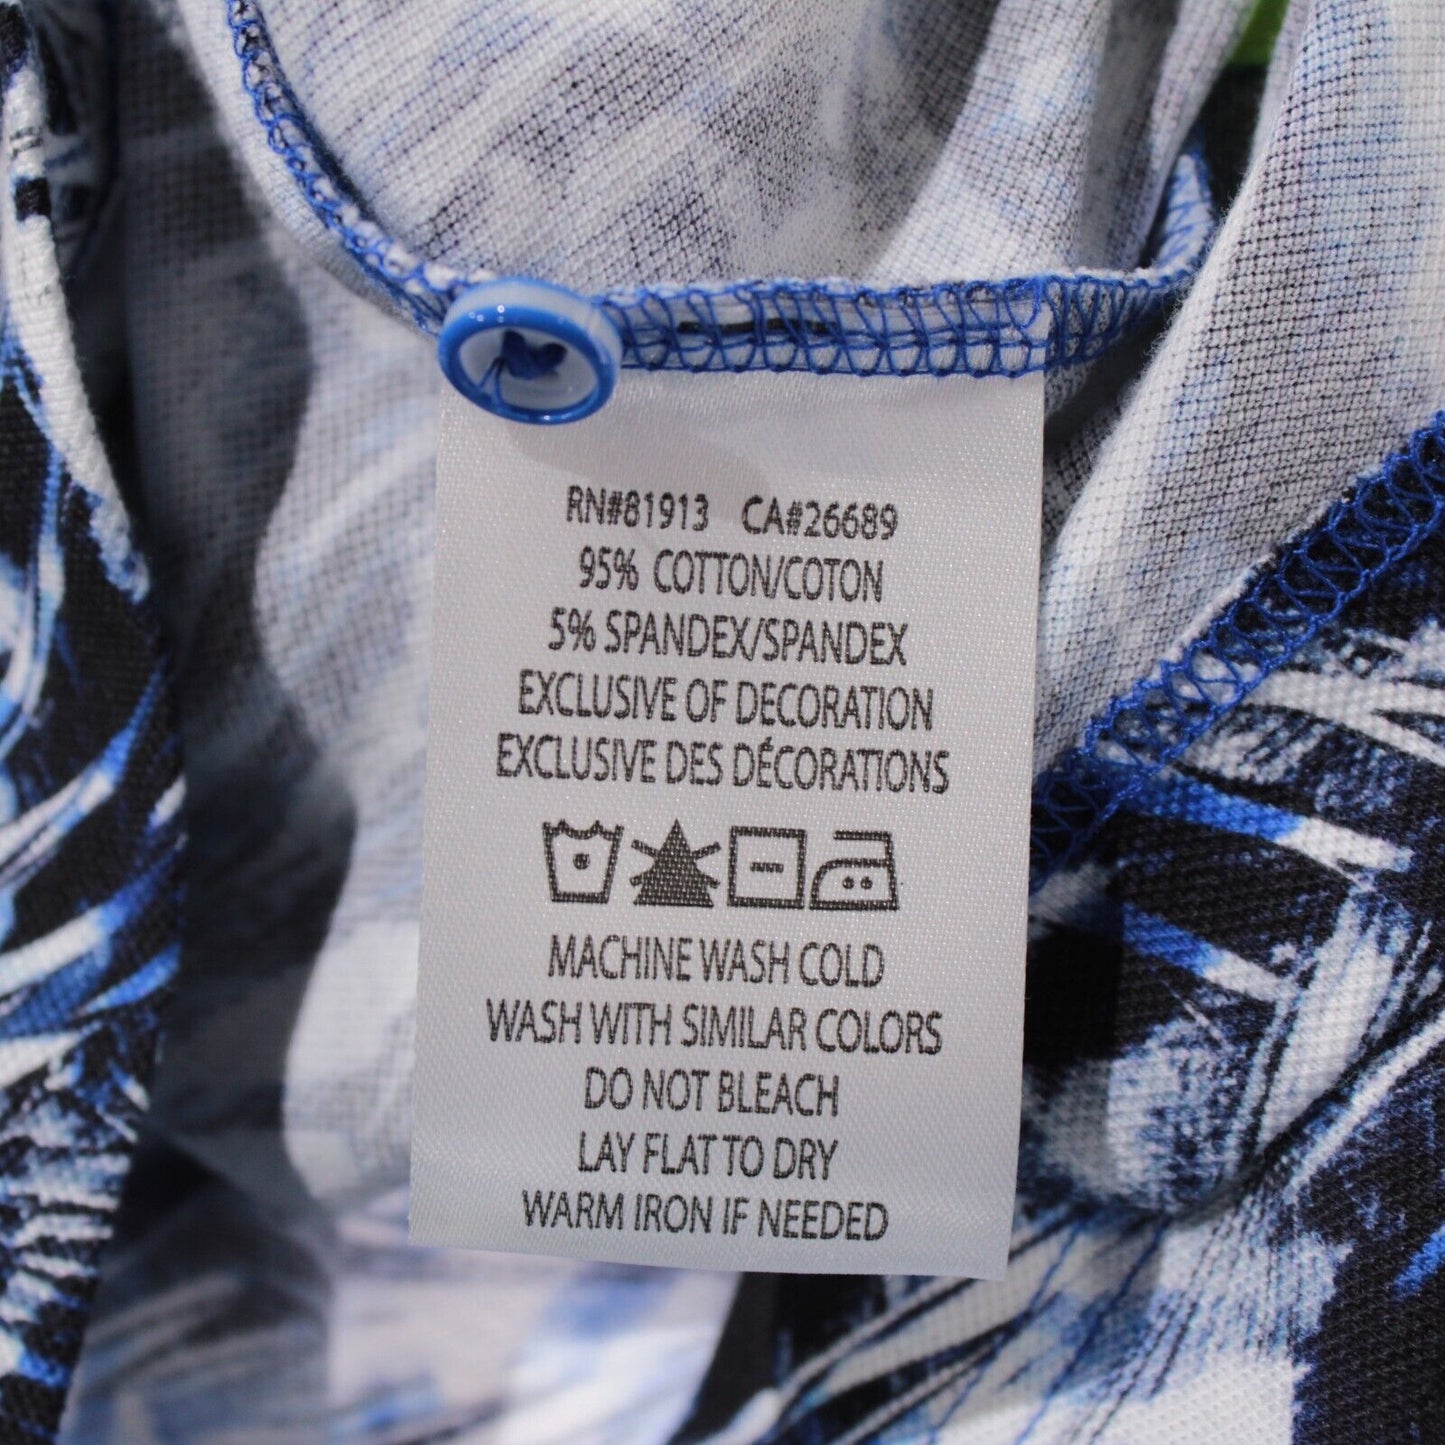 RN#81913 CA#26689
95% COTTON/COTON
5% SPANDEX/SPANDEX
EXCLUSIVE OF DECORATION
EXCLUSIVE DES DÉCORATIONS
MACHINE WASH COLD
WASH WITH SIMILAR COLORS
DO NOT BLEACH
LAY FLAT TO DRY
WARM IRON IF NEEDED